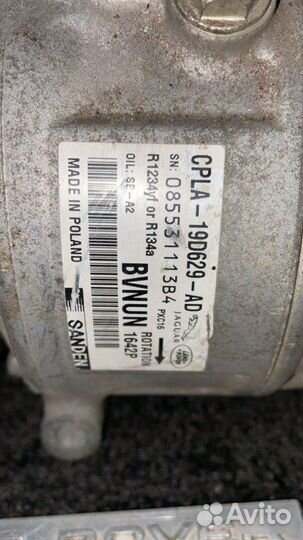 CPLA-19D629-AD
SN: 085531113B4
JAGUAR
LAND ROVER
R1234yf or R134a
PXC16
OIL: SP-A2
BVNUN
ROTATION
1642P
MADE IN POLAND
SANDEN
Avito